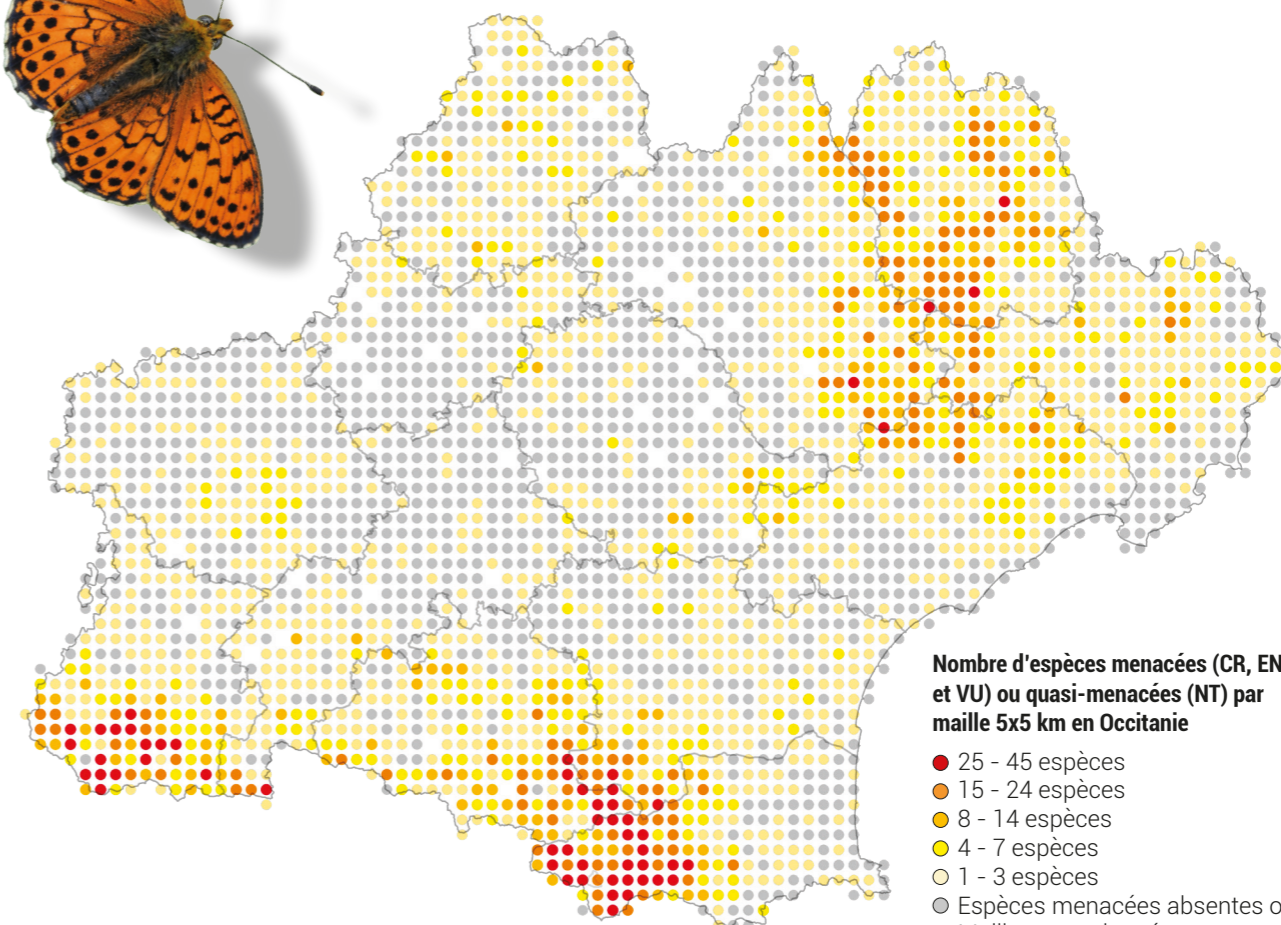 Nombre d'espèces menacées (CR, EN
et VU) ou quasi-menacées (NT) par
maille 5x5 km en Occitanie
25 - 45 espèces
15 - 24 espèces
8 - 14 espèces
4 - 7 espèces
1 - 3 espèces
Espèces menacées absentes o